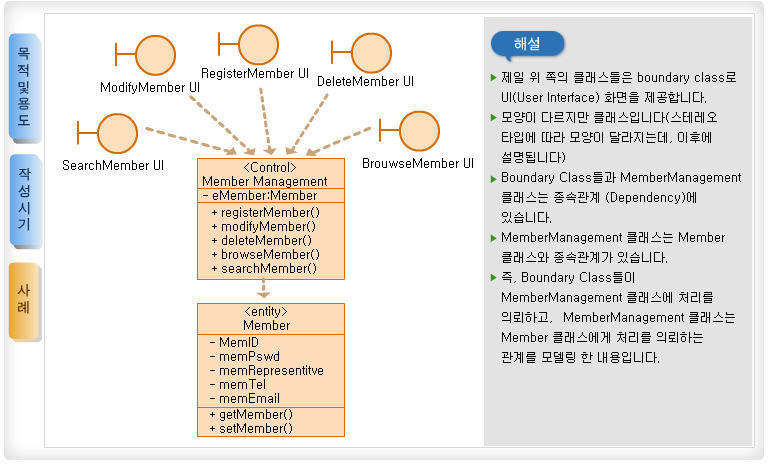 목적및용도
작성시기
사례
ModifyMember UI
RegisterMember UI
DeleteMember UI
SearchMember UI
BrouwseMember UI
<Control>
Member Management
- eMember:Member
+ registerMember()
+ modifyMember()
+ deleteMember()
+ browseMember()
+ searchMember()
<entity>
Member
- MemID
- memPswd
- memRepresentitve
- memTel
- memEmail
+ getMember()
+ setMember()
해설
제일 위 쪽의 클래스들은 boundary class로
UI(User Interface) 화면을 제공합니다.
모양이 다르지만 클래스입니다(스테레오
타입에 따라 모양이 달라지는데, 이후에
설명됩니다)
Boundary Class들과 MemberManagement
클래스는 종속관계 (Dependency)에
있습니다.
MemberManagement 클래스는 Member
클래스와 종속관계가 있습니다.
즉, Boundary Class들이
MemberManagement 클래스에 처리를
의뢰하고, MemberManagement 클래스는
Member 클래스에게 처리를 의뢰하는
관계를 모델링 한 내용입니다.